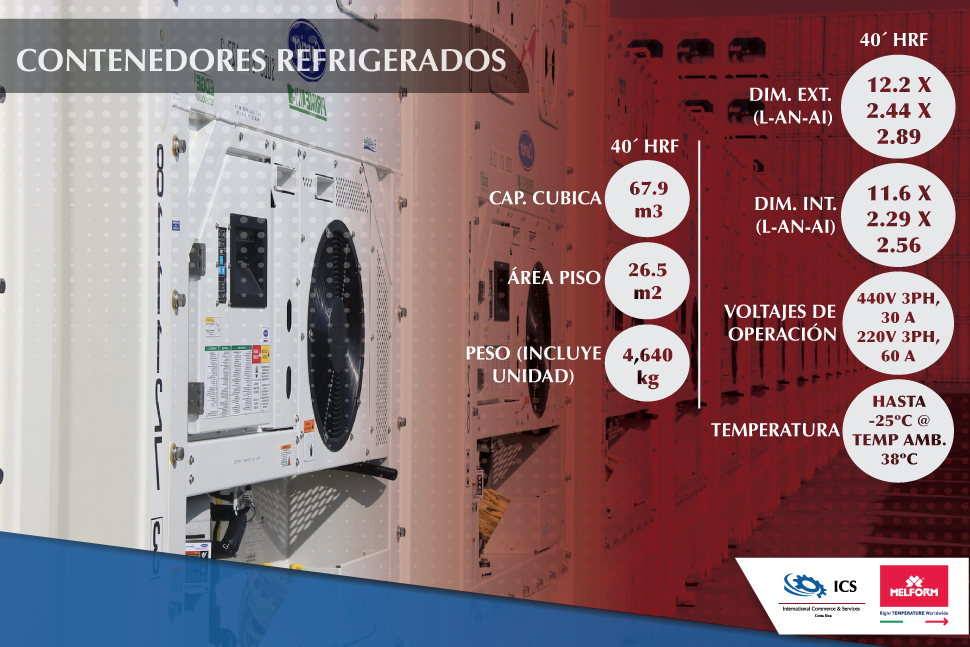 CONTENEDORES REFRIGERADOS
Carrier
40´ HRF
CAP. CUBICA
67.9
m3
ÁREA PISO
26.5
m2
PESO (INCLUYE
UNIDAD)
4,640
kg
40´ HRF
DIM. EXT.
(L-AN-AI)
12.2 X
2.44 X
2.89
DIM. INT.
(L-AN-AI)
11.6 X
2.29 X
2.56
VOLTAJES DE
OPERACIÓN
440V 3PH,
30 A
220V 3PH,
60 A
TEMPERATURA
HASTA
-25ºC @
TEMP AMB.
38ºC
ICS
International Commerce & Services
Costa Rica
MELFORM
Right TEMPERATURE Worldwide